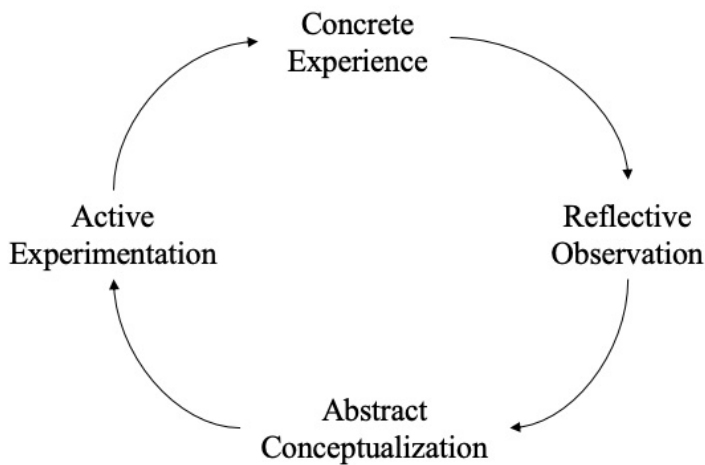 Concrete
Experience
Active
Experimentation
Reflective
Observation
Abstract
Conceptualization